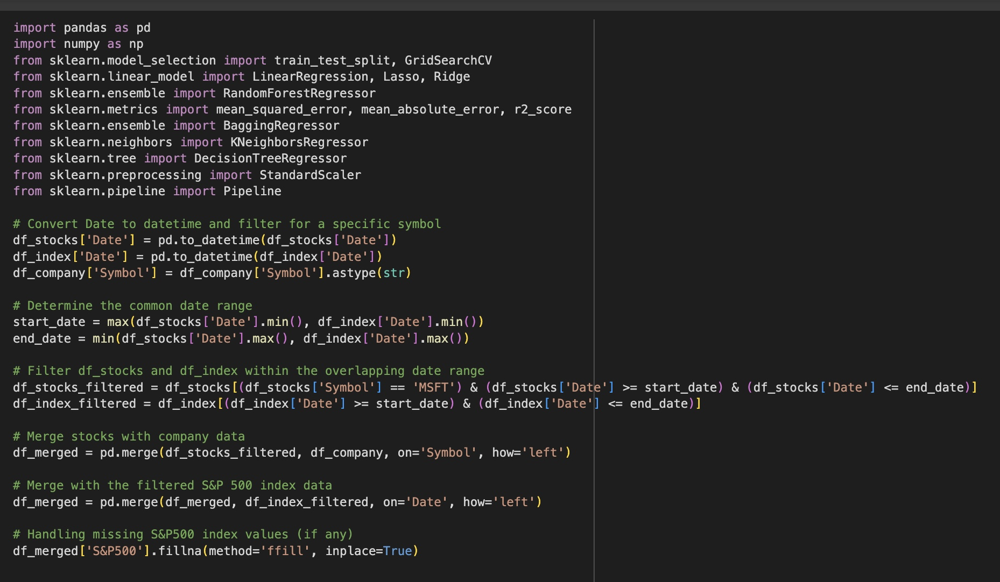 import pandas as pd
import numpy as np
from sklearn.model_selection import train_test_split, GridSearchCV
from sklearn.linear_model import LinearRegression, Lasso, Ridge
from sklearn.ensemble import RandomForestRegressor
from sklearn.metrics import mean_squared_error, mean_absolute_error, r2_score
from sklearn.ensemble import BaggingRegressor
from sklearn.neighbors import KNeighborsRegressor
from sklearn.tree import DecisionTreeRegressor
from sklearn.preprocessing import StandardScaler
from sklearn.pipeline import Pipeline

# Convert Date to datetime and filter for a specific symbol
df_stocks['Date'] = pd.to_datetime(df_stocks['Date'])
df_index['Date'] = pd.to_datetime(df_index['Date'])
df_company['Symbol'] = df_company['Symbol'].astype(str)

# Determine the common date range
start_date = max(df_stocks['Date'].min(), df_index['Date'].min())
end_date = min(df_stocks['Date'].max(), df_index['Date'].max())

# Filter df_stocks and df_index within the overlapping date range
df_stocks_filtered = df_stocks[(df_stocks['Symbol'] == 'MSFT') & (df_stocks['Date'] >= start_date) & (df_stocks['Date'] <= end_date)]
df_index_filtered = df_index[(df_index['Date'] >= start_date) & (df_index['Date'] <= end_date)]

# Merge stocks with company data
df_merged = pd.merge(df_stocks_filtered, df_company, on='Symbol', how='left')

# Merge with the filtered S&P 500 index data
df_merged = pd.merge(df_merged, df_index_filtered, on='Date', how='left')

# Handling missing S&P500 index values (if any)
df_merged['S&P500'].fillna(method='ffill', inplace=True)